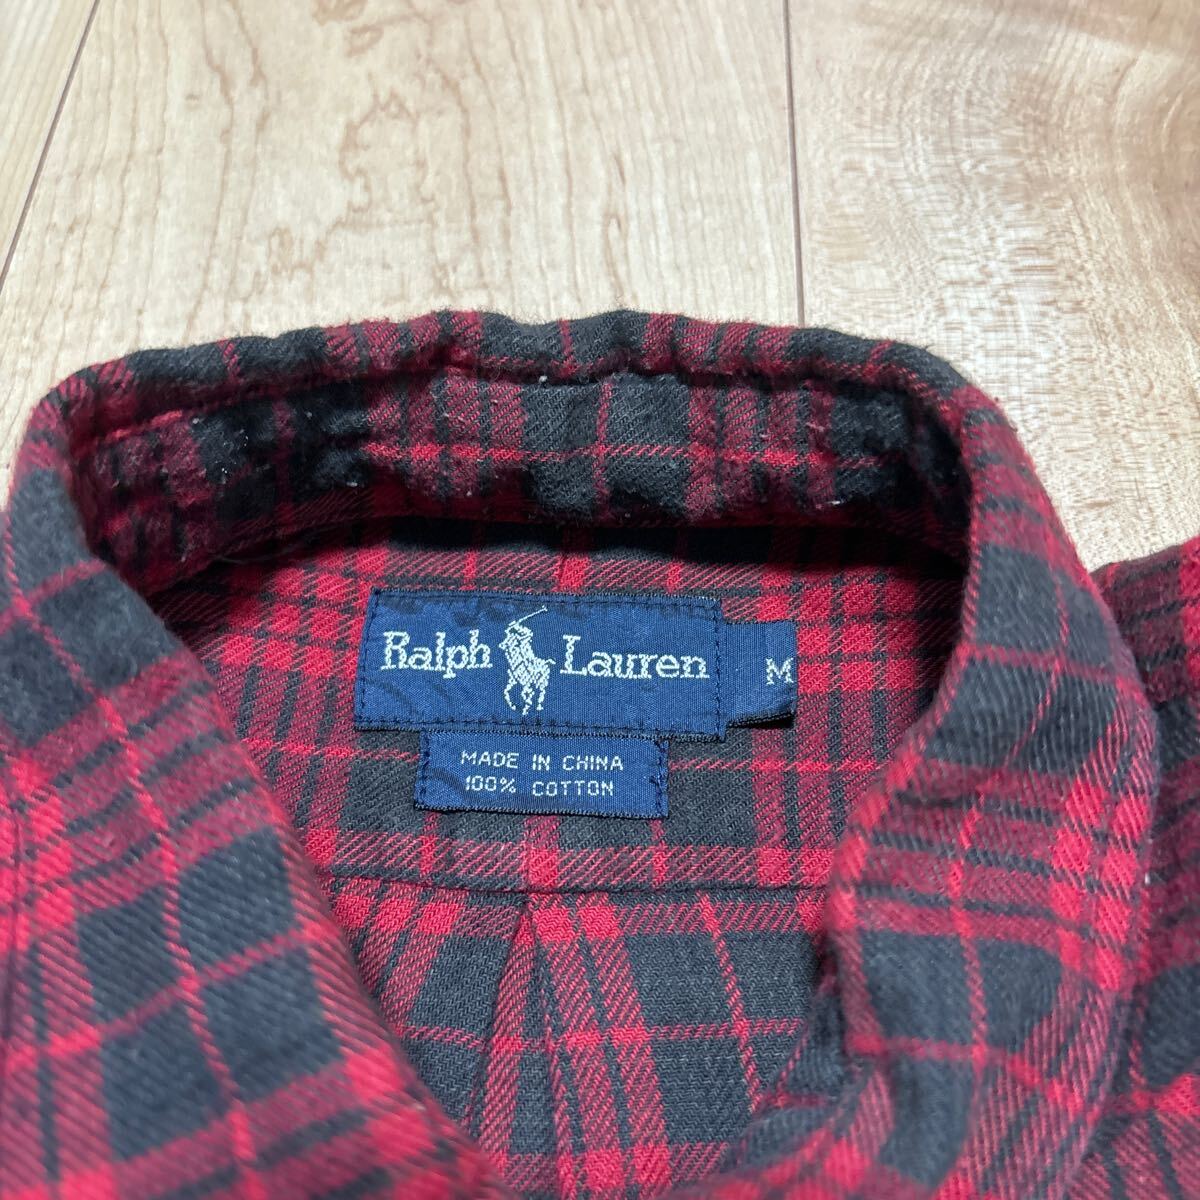 Ralph Lauren
M
MADE IN CHINA
100% COTTON